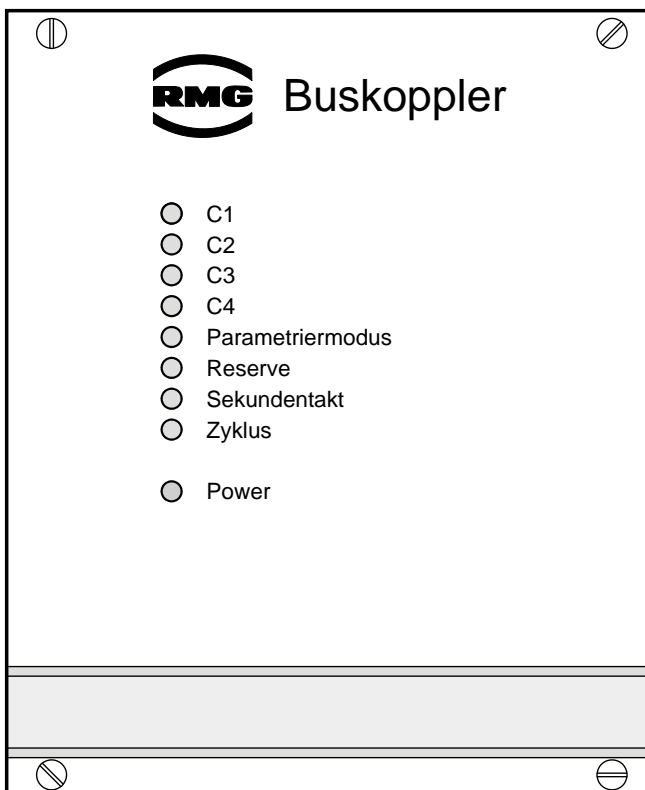 RMG Buskoppler
C1
C2
C3
C4
Parametriermodus
Reserve
Sekundentakt
Zyklus
Power